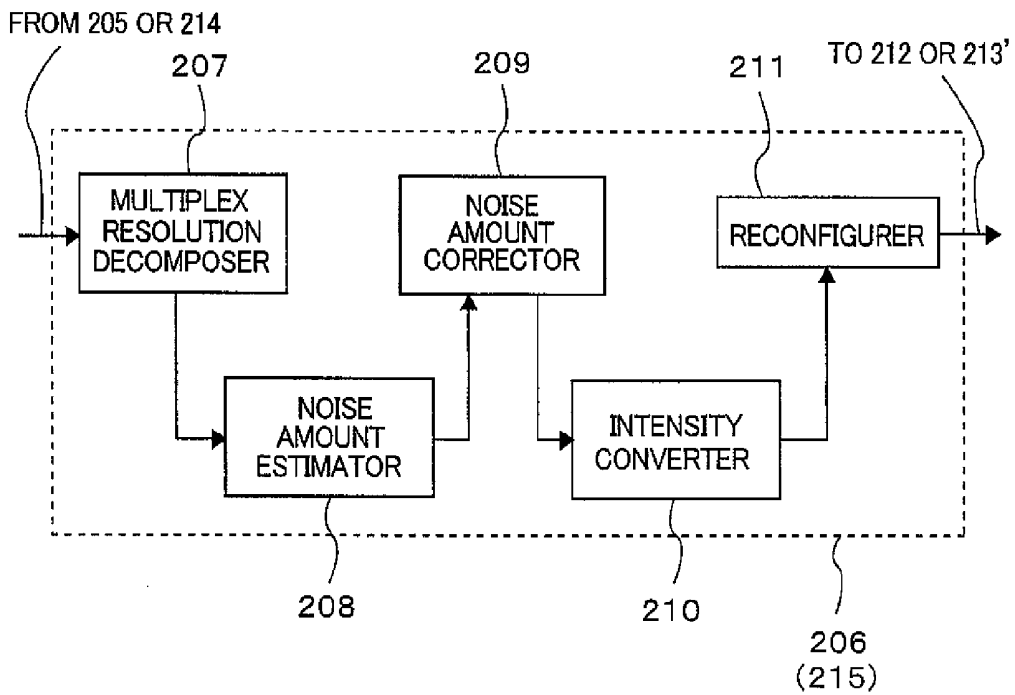 FROM 205 OR 214
TO 212 OR 213'
207
209
211
MULTIPLEX
RESOLUTION
DECOMPOSER
NOISE
AMOUNT
CORRECTOR
RECONFIGURER
NOISE
AMOUNT
ESTIMATOR
INTENSITY
CONVERTER
208
210
206
(215)